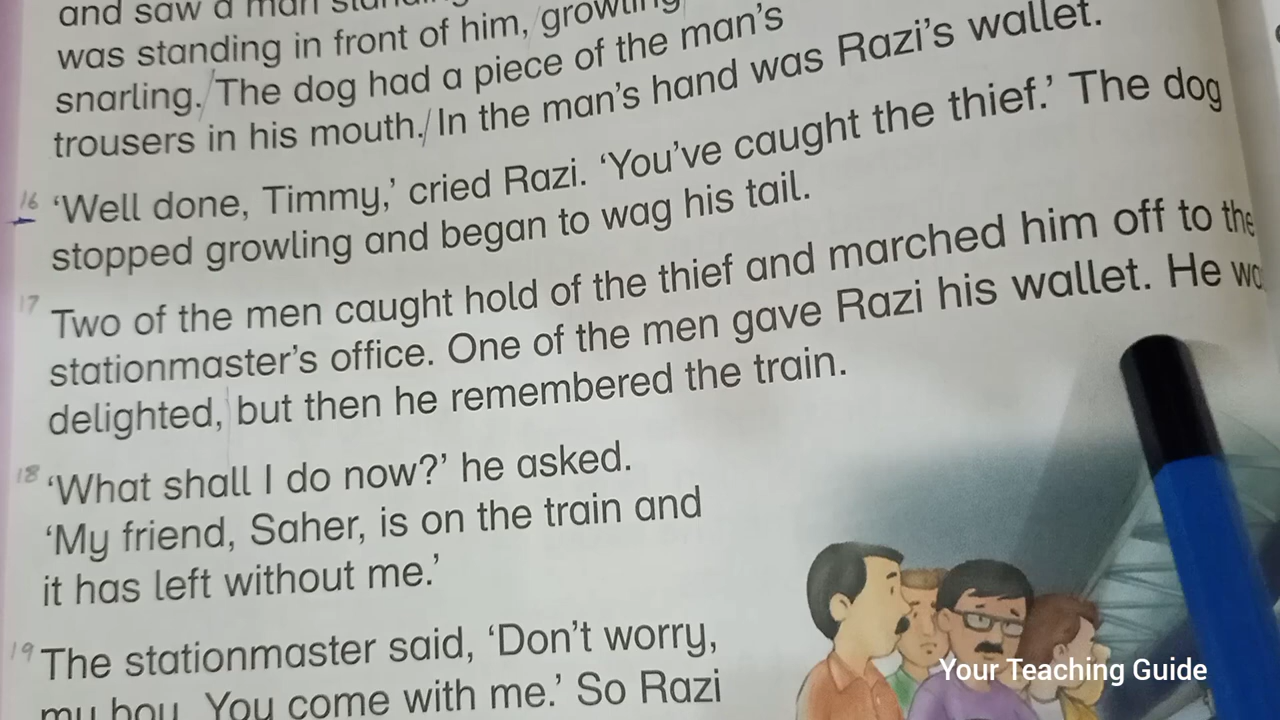 and saw a man
was standing in front of him, growling
snarling. The dog had a piece of the man's
trousers in his mouth. In the man's hand was Razi's wallet.
16 'Well done, Timmy,' cried Razi. 'You've caught the thief.' The dog
stopped growling and began to wag his tail.
17 Two of the men caught hold of the thief and marched him off to the
stationmaster's office. One of the men gave Razi his wallet. He
delighted, but then he remembered the train.
18 'What shall I do now?' he asked.
'My friend, Saher, is on the train and
it has left without me.'
19 The stationmaster said, 'Don't worry,
my boy. You come with me.' So Razi
Your Teaching Guide